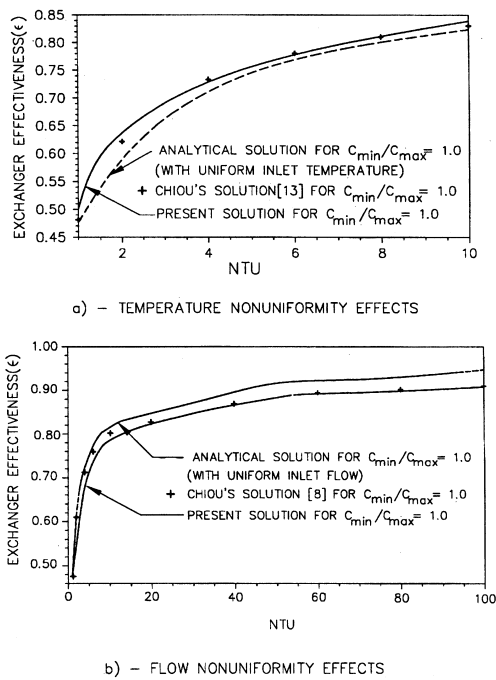 0.85
0.80
0.75
0.70
0.65
0.60
0.55
0.50
0.45
EXCHANGER EFFECTIVENESS(ϵ)
ANALYTICAL SOLUTION FOR Cmin/Cmax= 1.0
(WITH UNIFORM INLET TEMPERATURE)
+ CHIOU'S SOLUTION[13] FOR Cmin/Cmax= 1.0
PRESENT SOLUTION FOR Cmin/Cmax= 1.0
2 4 6 8 10
NTU
a) – TEMPERATURE NONUNIFORMITY EFFECTS
1.00
0.90
0.80
0.70
0.60
0.50
EXCHANGER EFFECTIVENESS(ϵ)
ANALYTICAL SOLUTION FOR Cmin/Cmax= 1.0
(WITH UNIFORM INLET FLOW)
+ CHIOU'S SOLUTION [8] FOR Cmin/Cmax= 1.0
PRESENT SOLUTION FOR Cmin/Cmax= 1.0
0 20 40 60 80 100
NTU
b) – FLOW NONUNIFORMITY EFFECTS